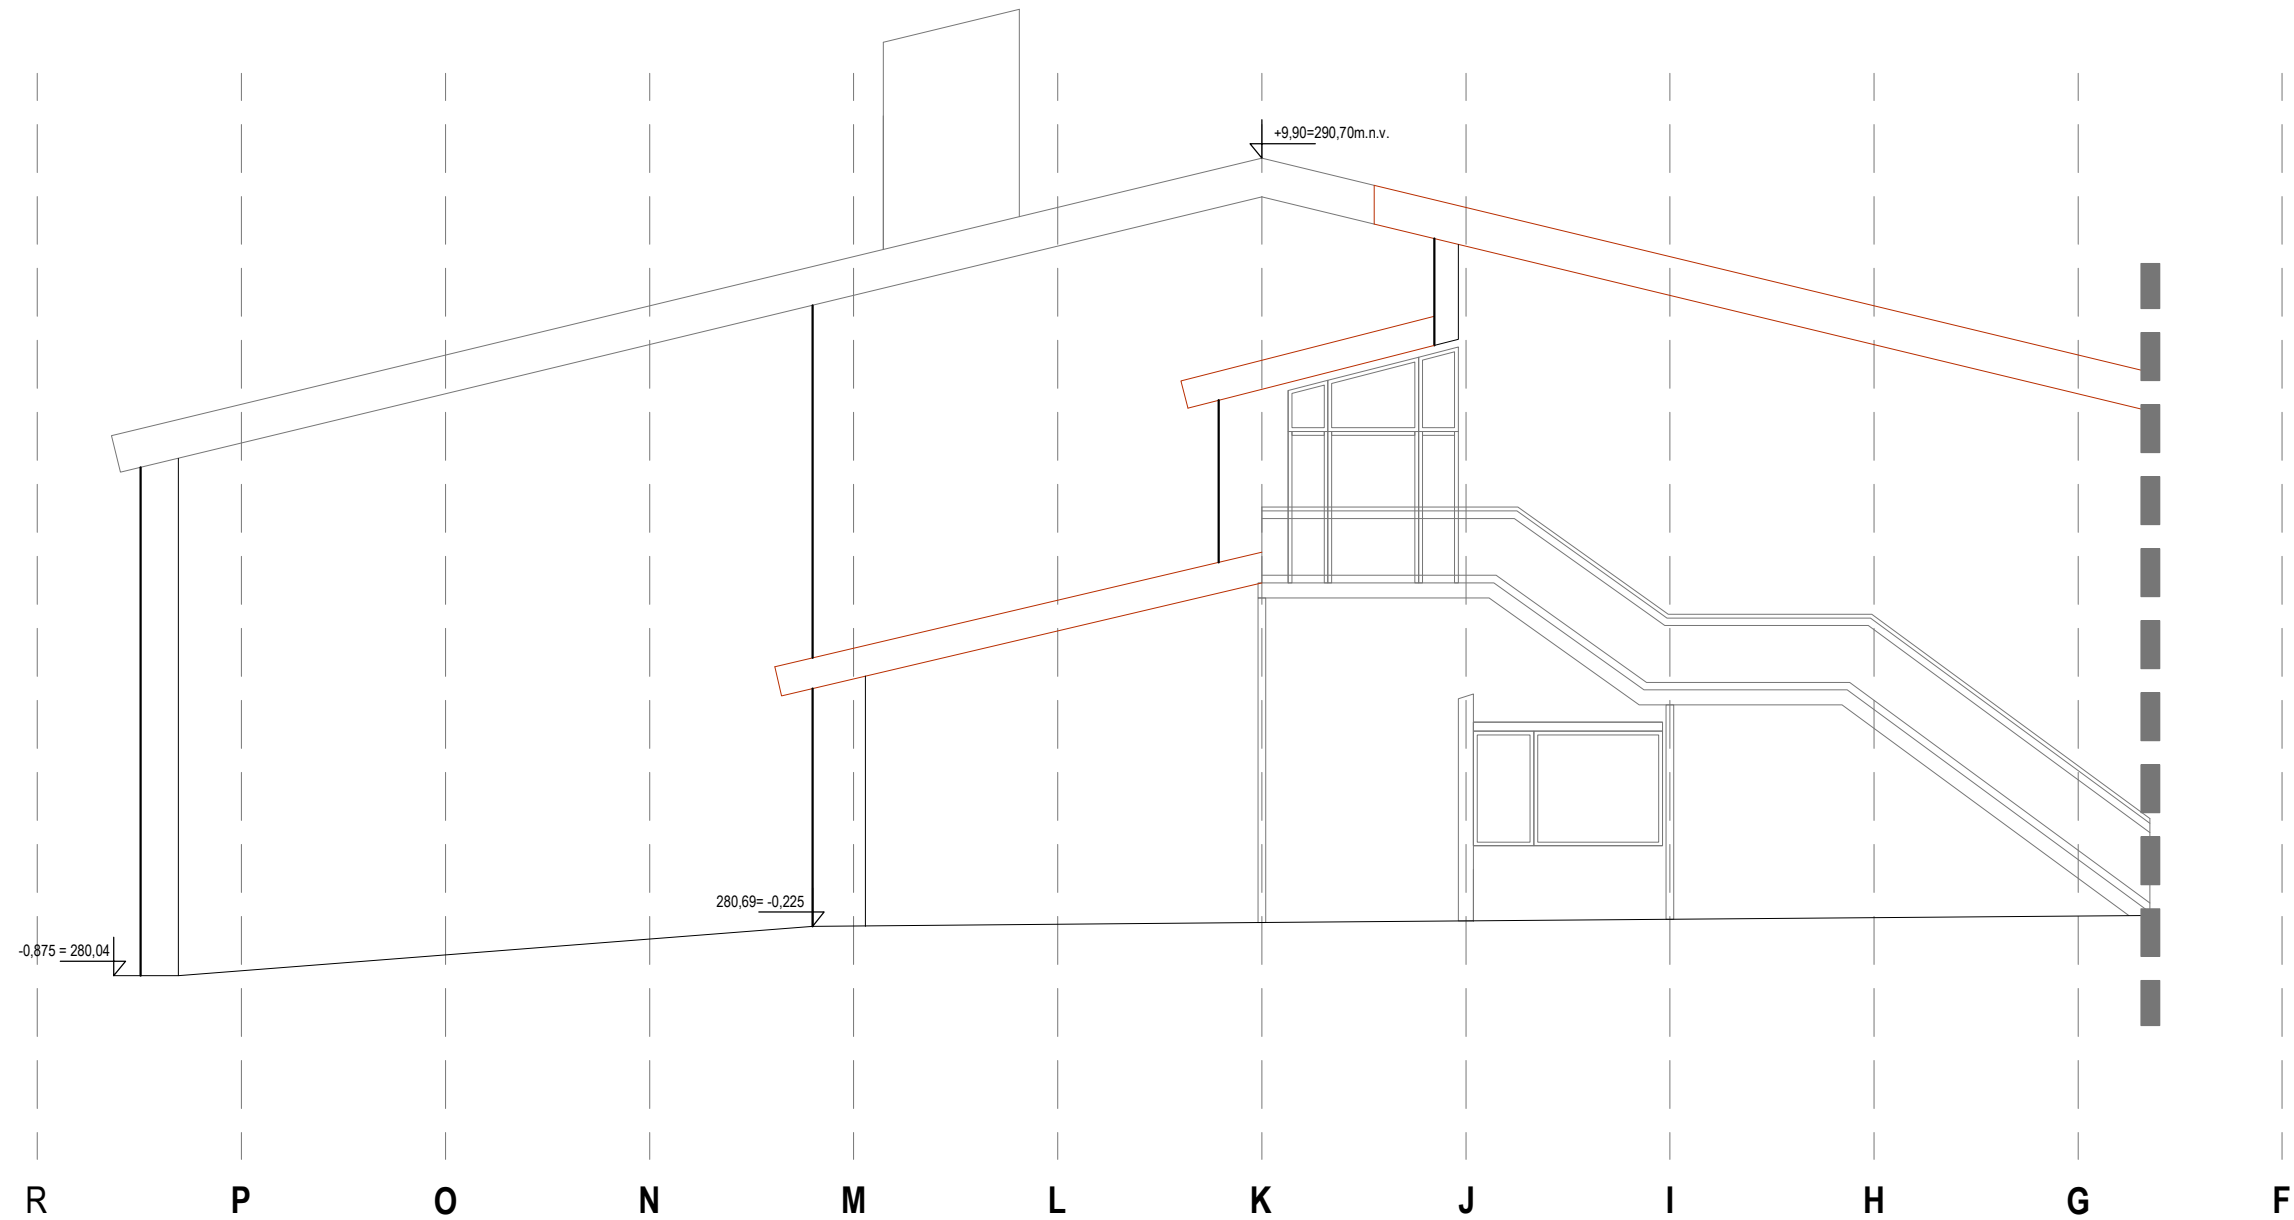 +9,90=290,70m.n.v.
280,69= -0,225
-0,875 = 280,04
R P O N M L K J I H G F